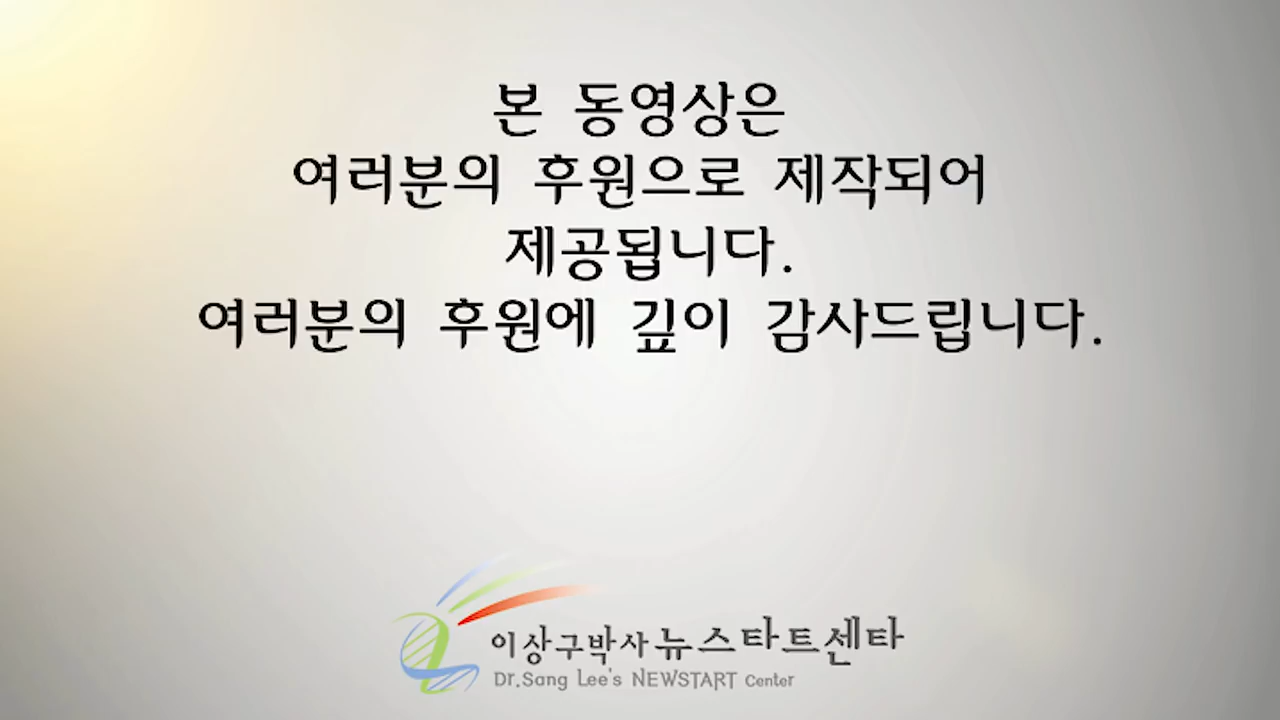 본 동영상은
여러분의 후원으로 제작되어
제공됩니다.
여러분의 후원에 깊이 감사드립니다.
이상구박사 뉴스타트센타
Dr.Sang Lee's NEWSTART Center